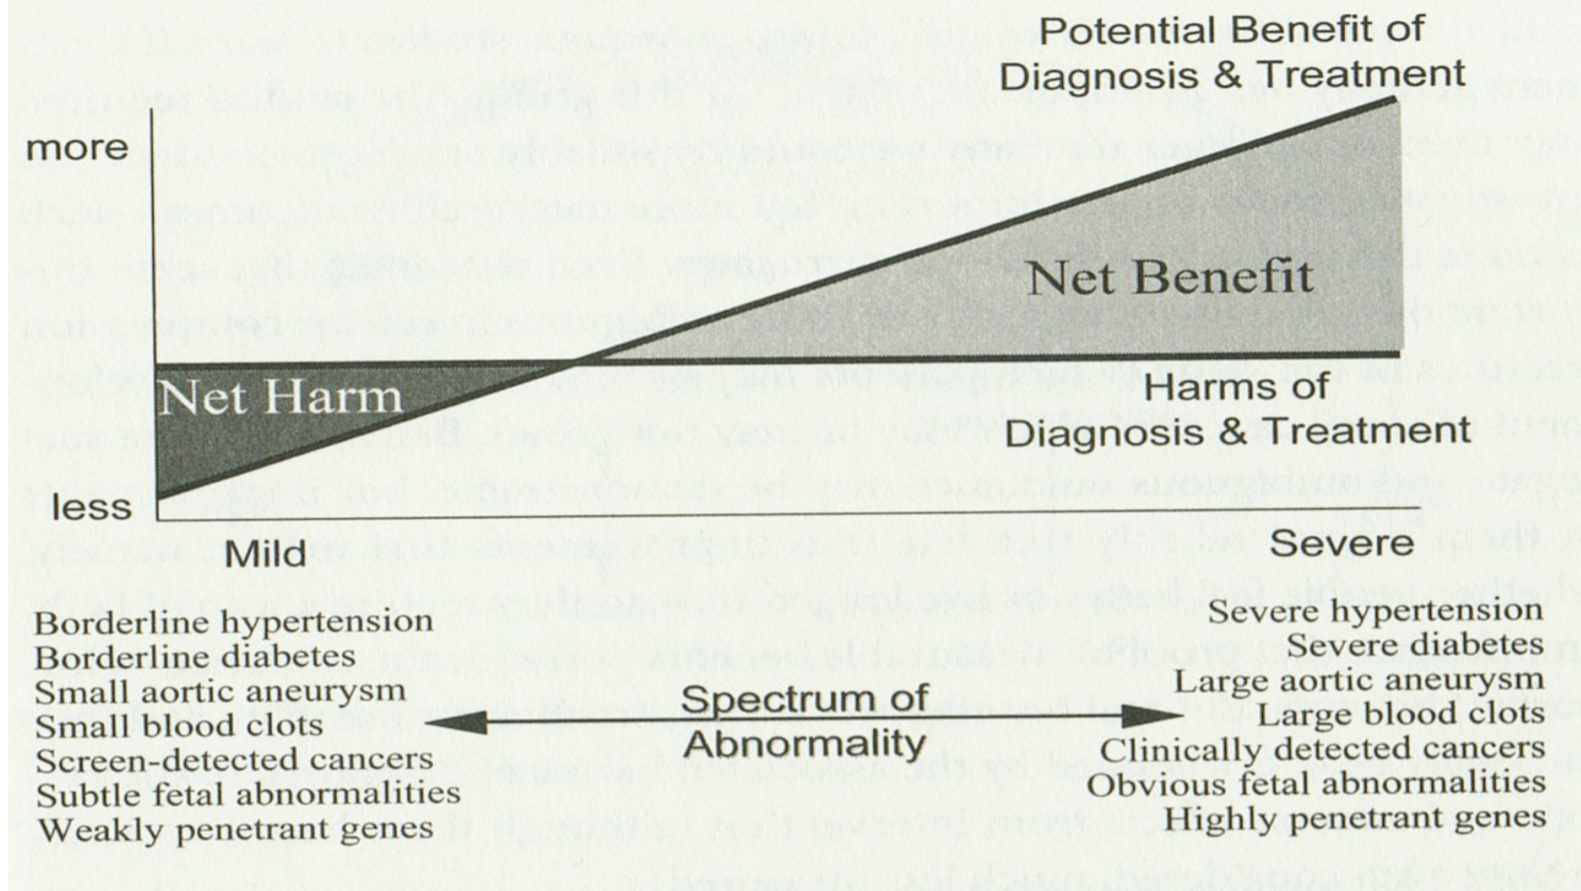 Potential Benefit of
Diagnosis & Treatment
more
Net Benefit
Net Harm
Harms of
Diagnosis & Treatment
less
Mild
Severe
Borderline hypertension
Borderline diabetes
Small aortic aneurysm
Small blood clots
Screen-detected cancers
Subtle fetal abnormalities
Weakly penetrant genes
Spectrum of
Abnormality
Severe hypertension
Severe diabetes
Large aortic aneurysm
Large blood clots
Clinically detected cancers
Obvious fetal abnormalities
Highly penetrant genes